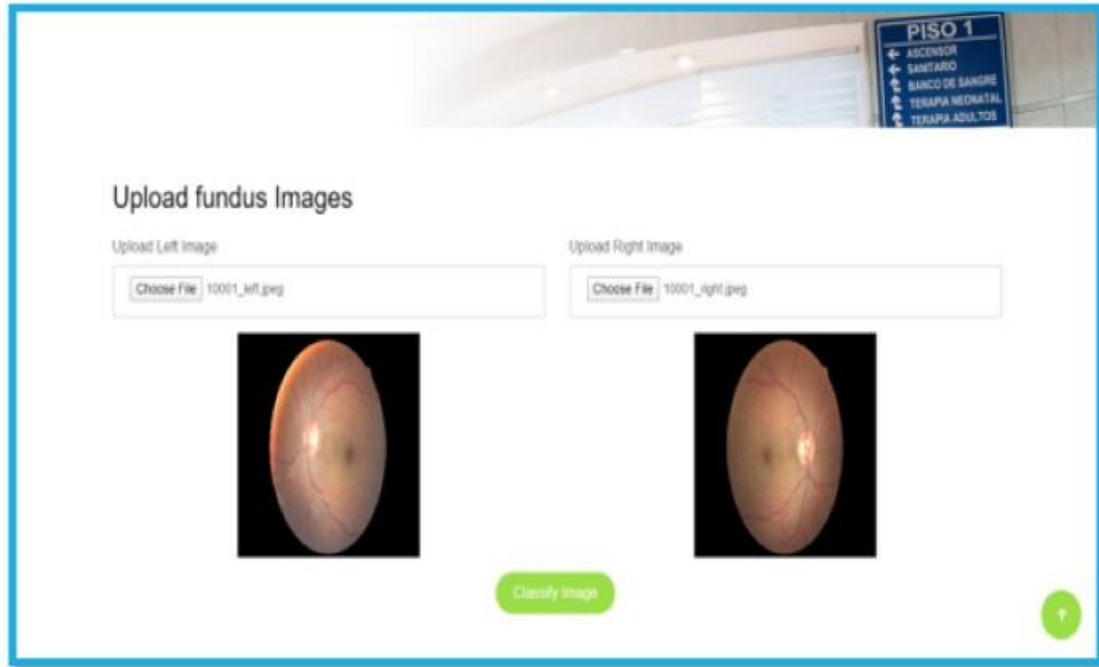 PISO 1
← ASCENSOR
← SANITARIO
BANCO DE SANGRE
TERAPIA NEONATAL
TERAPIA ADULTOS
Upload fundus Images
Upload Left Image
Upload Right Image
Choose File 10001_left.jpeg
Choose File 10001_right.jpeg
Classify Image